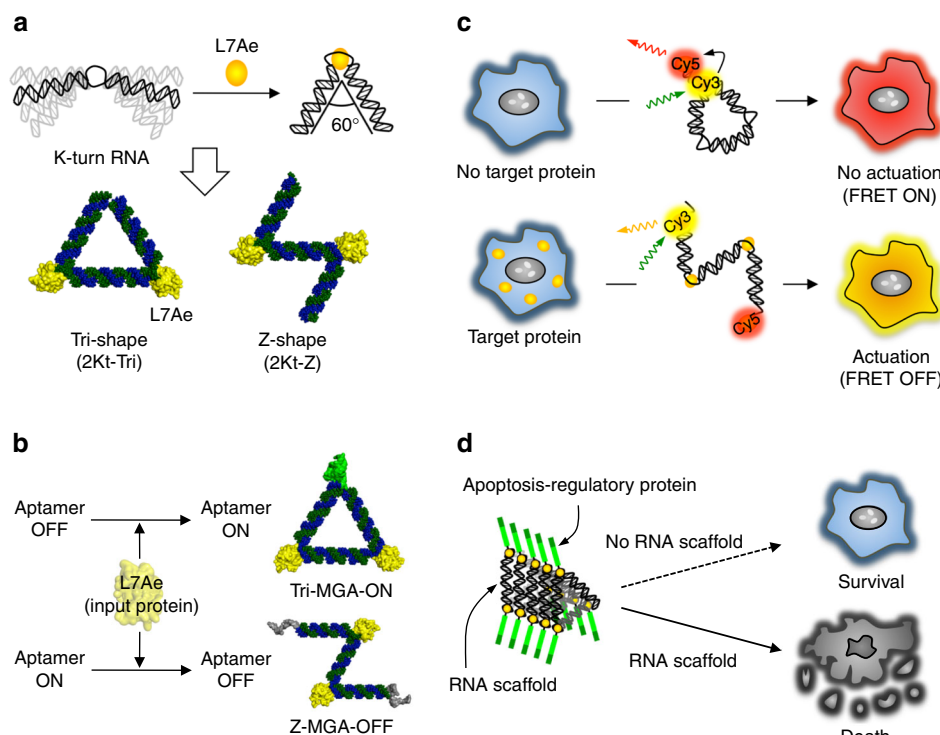 a
L7Ae
60°
K-turn RNA
L7Ae
Tri-shape
(2Kt-Tri)
Z-shape
(2Kt-Z)
b
Aptamer
OFF
Aptamer
ON
L7Ae
(input protein)
Tri-MGA-ON
Aptamer
ON
Aptamer
OFF
Z-MGA-OFF
c
Cy5
Cy3
No target protein
No actuation
(FRET ON)
Cy3
Cy5
Target protein
Actuation
(FRET OFF)
d
Apoptosis-regulatory protein
No RNA scaffold
Survival
RNA scaffold
RNA scaffold
Death